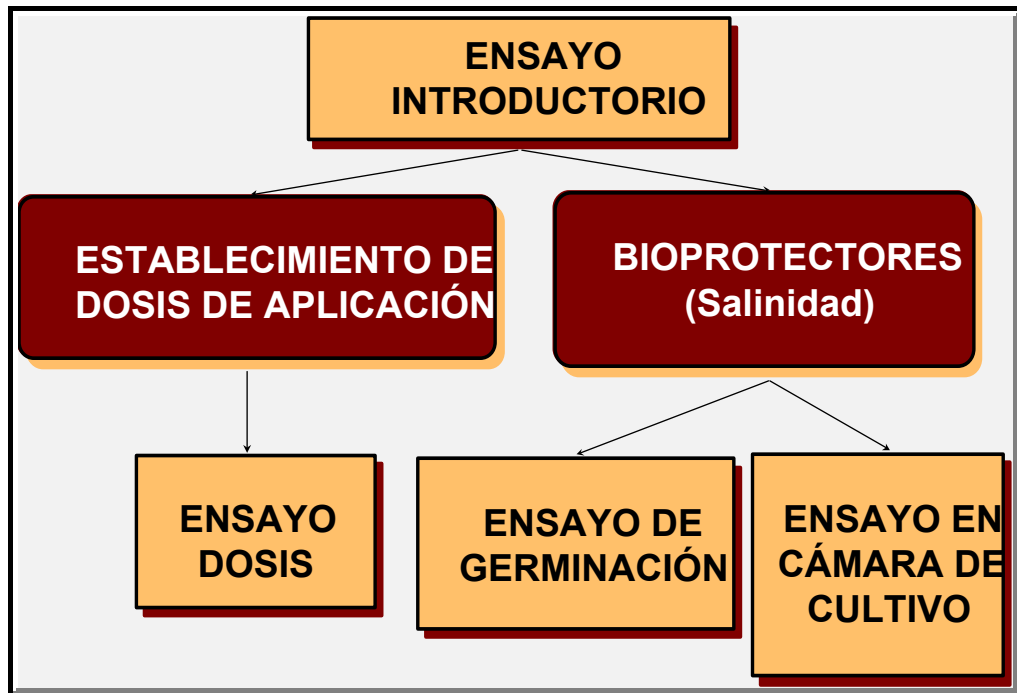 ENSAYO
INTRODUCTORIO
ESTABLECIMIENTO DE
DOSIS DE APLICACIÓN
BIOPROTECTORES
(Salinidad)
ENSAYO
DOSIS
ENSAYO DE
GERMINACIÓN
ENSAYO EN
CÁMARA DE
CULTIVO